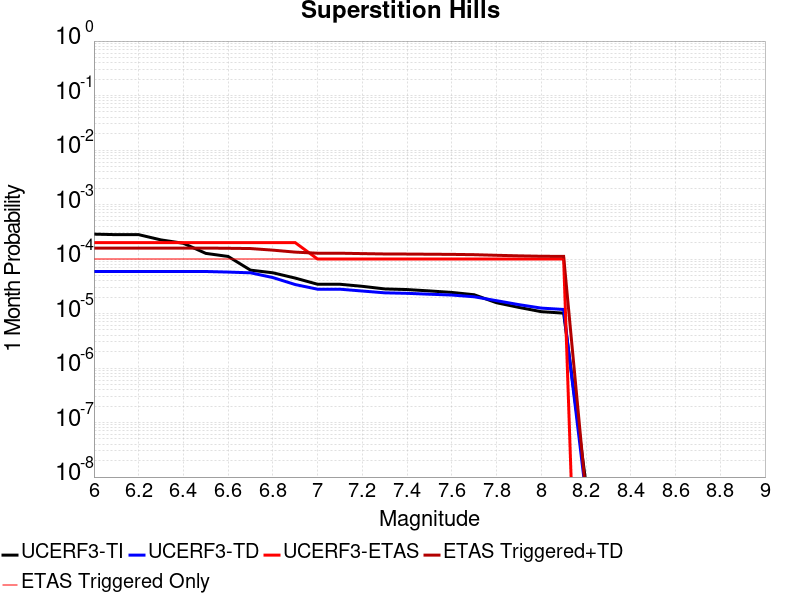 Superstition Hills
10^0
10^-1
10^-2
10^-3
10^-4
10^-5
10^-6
10^-7
10^-8
1 Month Probability
6 6.2 6.4 6.6 6.8 7 7.2 7.4 7.6 7.8 8 8.2 8.4 8.6 8.8 9
Magnitude
UCERF3-TI UCERF3-TD UCERF3-ETAS ETAS Triggered+TD
ETAS Triggered Only